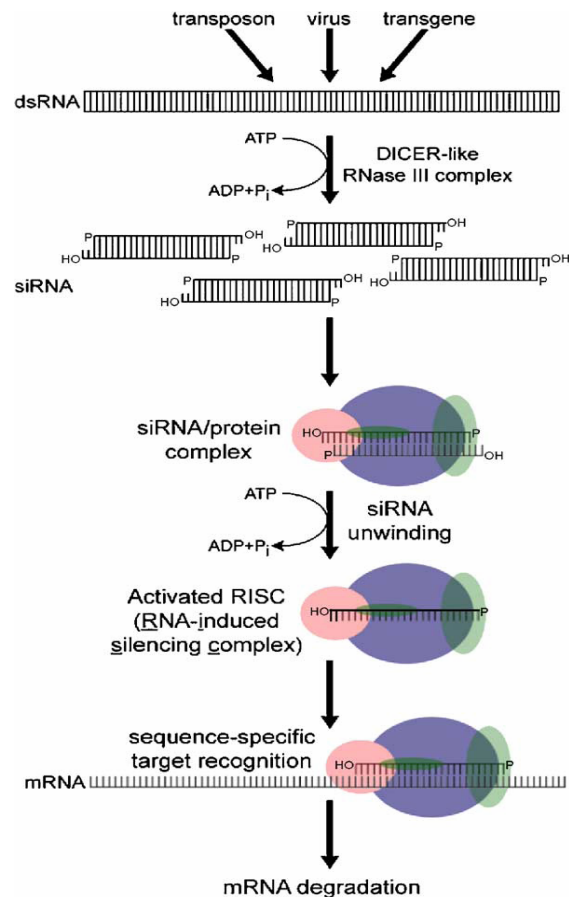 transposon virus transgene
dsRNA
ATP
DICER-like
RNase III complex
ADP+Pi
P OH
HO P
P OH
HO P
P OH
HO P
P OH
HO P
siRNA
siRNA/protein
complex
HO P
P OH
ATP
siRNA
unwinding
ADP+Pi
Activated RISC
(RNA-induced
silencing complex)
HO P
sequence-specific
target recognition
HO P
mRNA
mRNA degradation